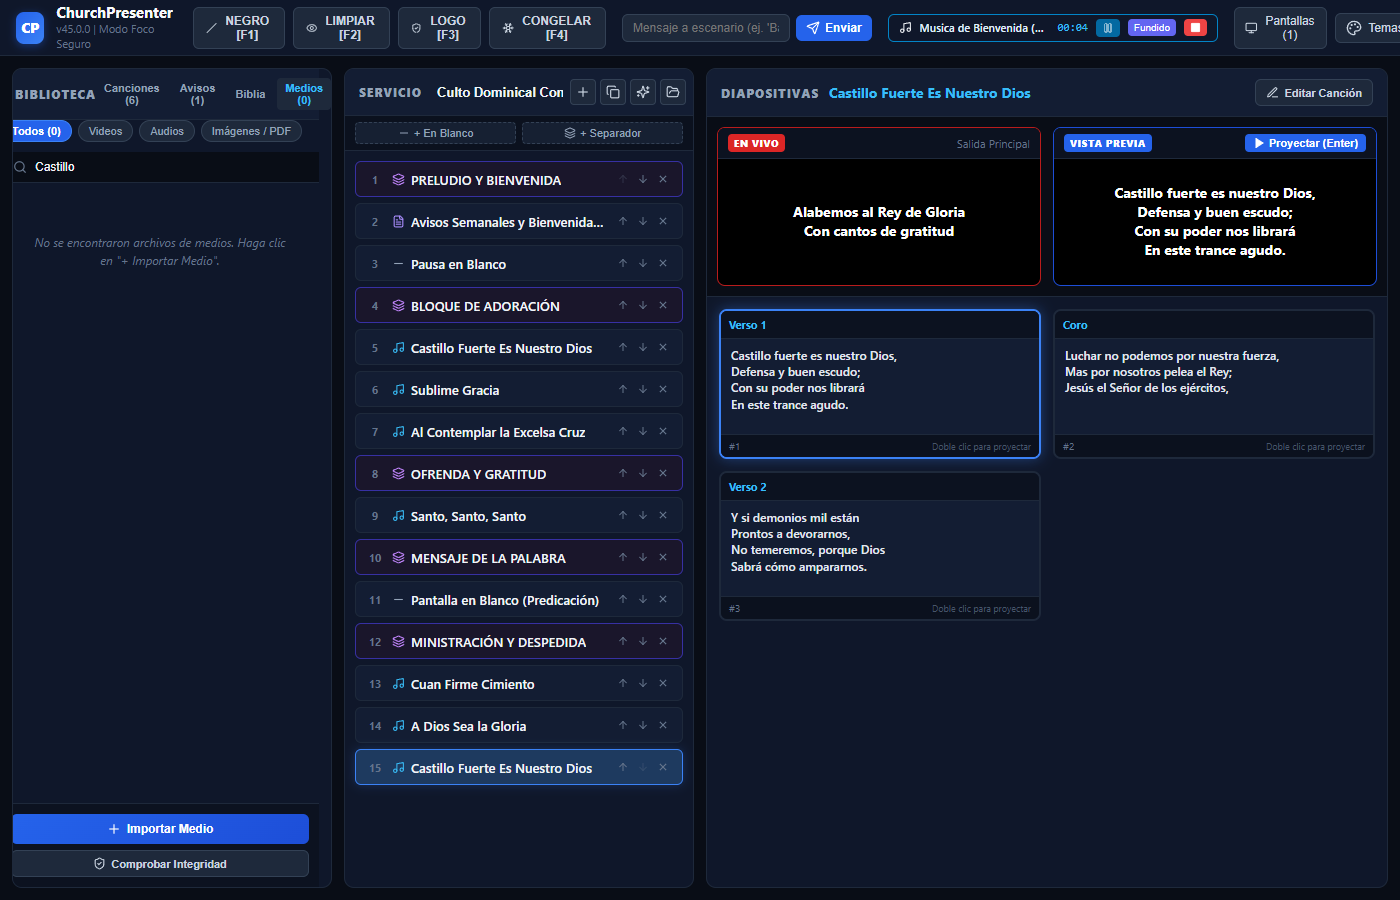 CP
ChurchPresenter
v45.0.0 | Modo Foco
Seguro
NEGRO
[F1]
LIMPIAR
[F2]
LOGO
[F3]
CONGELAR
[F4]
Mensaje a escenario (ej. 'Ba
Enviar
Musica de Bienvenida (...
00:04
Fundido
Pantallas
(1)
Temas
BIBLIOTECA
Canciones
(6)
Avisos
(1)
Biblia
Medios
(0)
Todos (0)
Videos
Audios
Imágenes / PDF
Castillo
No se encontraron archivos de medios. Haga clic
en "+ Importar Medio".
Importar Medio
Comprobar Integridad
SERVICIO
Culto Dominical Con
+ En Blanco
+ Separador
1 PRELUDIO Y BIENVENIDA
2 Avisos Semanales y Bienvenida...
3 Pausa en Blanco
4 BLOQUE DE ADORACIÓN
5 Castillo Fuerte Es Nuestro Dios
6 Sublime Gracia
7 Al Contemplar la Excelsa Cruz
8 OFRENDA Y GRATITUD
9 Santo, Santo, Santo
10 MENSAJE DE LA PALABRA
11 Pantalla en Blanco (Predicación)
12 MINISTRACIÓN Y DESPEDIDA
13 Cuan Firme Cimiento
14 A Dios Sea la Gloria
15 Castillo Fuerte Es Nuestro Dios
DIAPOSITIVAS
Castillo Fuerte Es Nuestro Dios
Editar Canción
EN VIVO
Salida Principal
Alabemos al Rey de Gloria
Con cantos de gratitud
VISTA PREVIA
Proyectar (Enter)
Castillo fuerte es nuestro Dios,
Defensa y buen escudo;
Con su poder nos librará
En este trance agudo.
Verso 1
Castillo fuerte es nuestro Dios,
Defensa y buen escudo;
Con su poder nos librará
En este trance agudo.
#1
Doble clic para proyectar
Coro
Luchar no podemos por nuestra fuerza,
Mas por nosotros pelea el Rey;
Jesús el Señor de los ejércitos,
#2
Doble clic para proyectar
Verso 2
Y si demonios mil están
Prontos a devorarnos,
No temeremos, porque Dios
Sabrá cómo ampararnos.
#3
Doble clic para proyectar